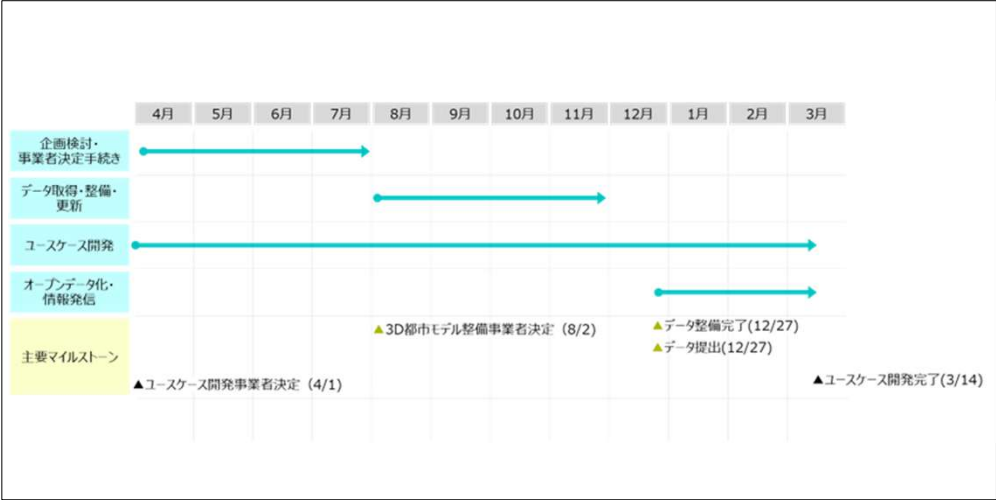 4月 5月 6月 7月 8月 9月 10月 11月 12月 1月 2月 3月
企画検討・
事業者決定手続き
データ取得・整備・
更新
ユースケース開発
オープンデータ化・
情報発信
主要マイルストーン
▲3D都市モデル整備事業者決定（8/2）
▲データ整備完了(12/27)
▲データ提出(12/27)
▲ユースケース開発事業者決定（4/1）
▲ユースケース開発完了(3/14)